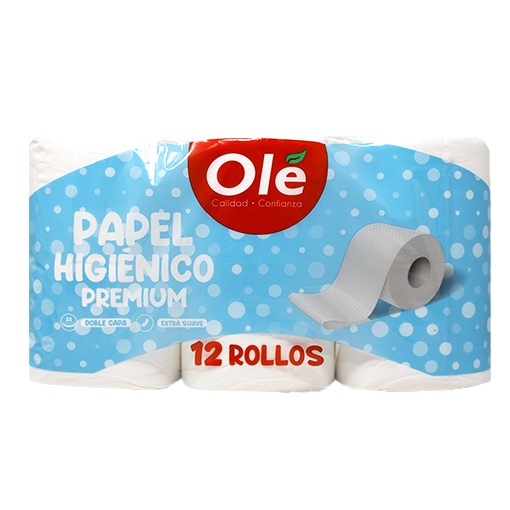 Olé
Calidad • Confianza
PAPEL
HIGIÉNICO
PREMIUM
DOBLE CAPA
EXTRA SUAVE
12 ROLLOS